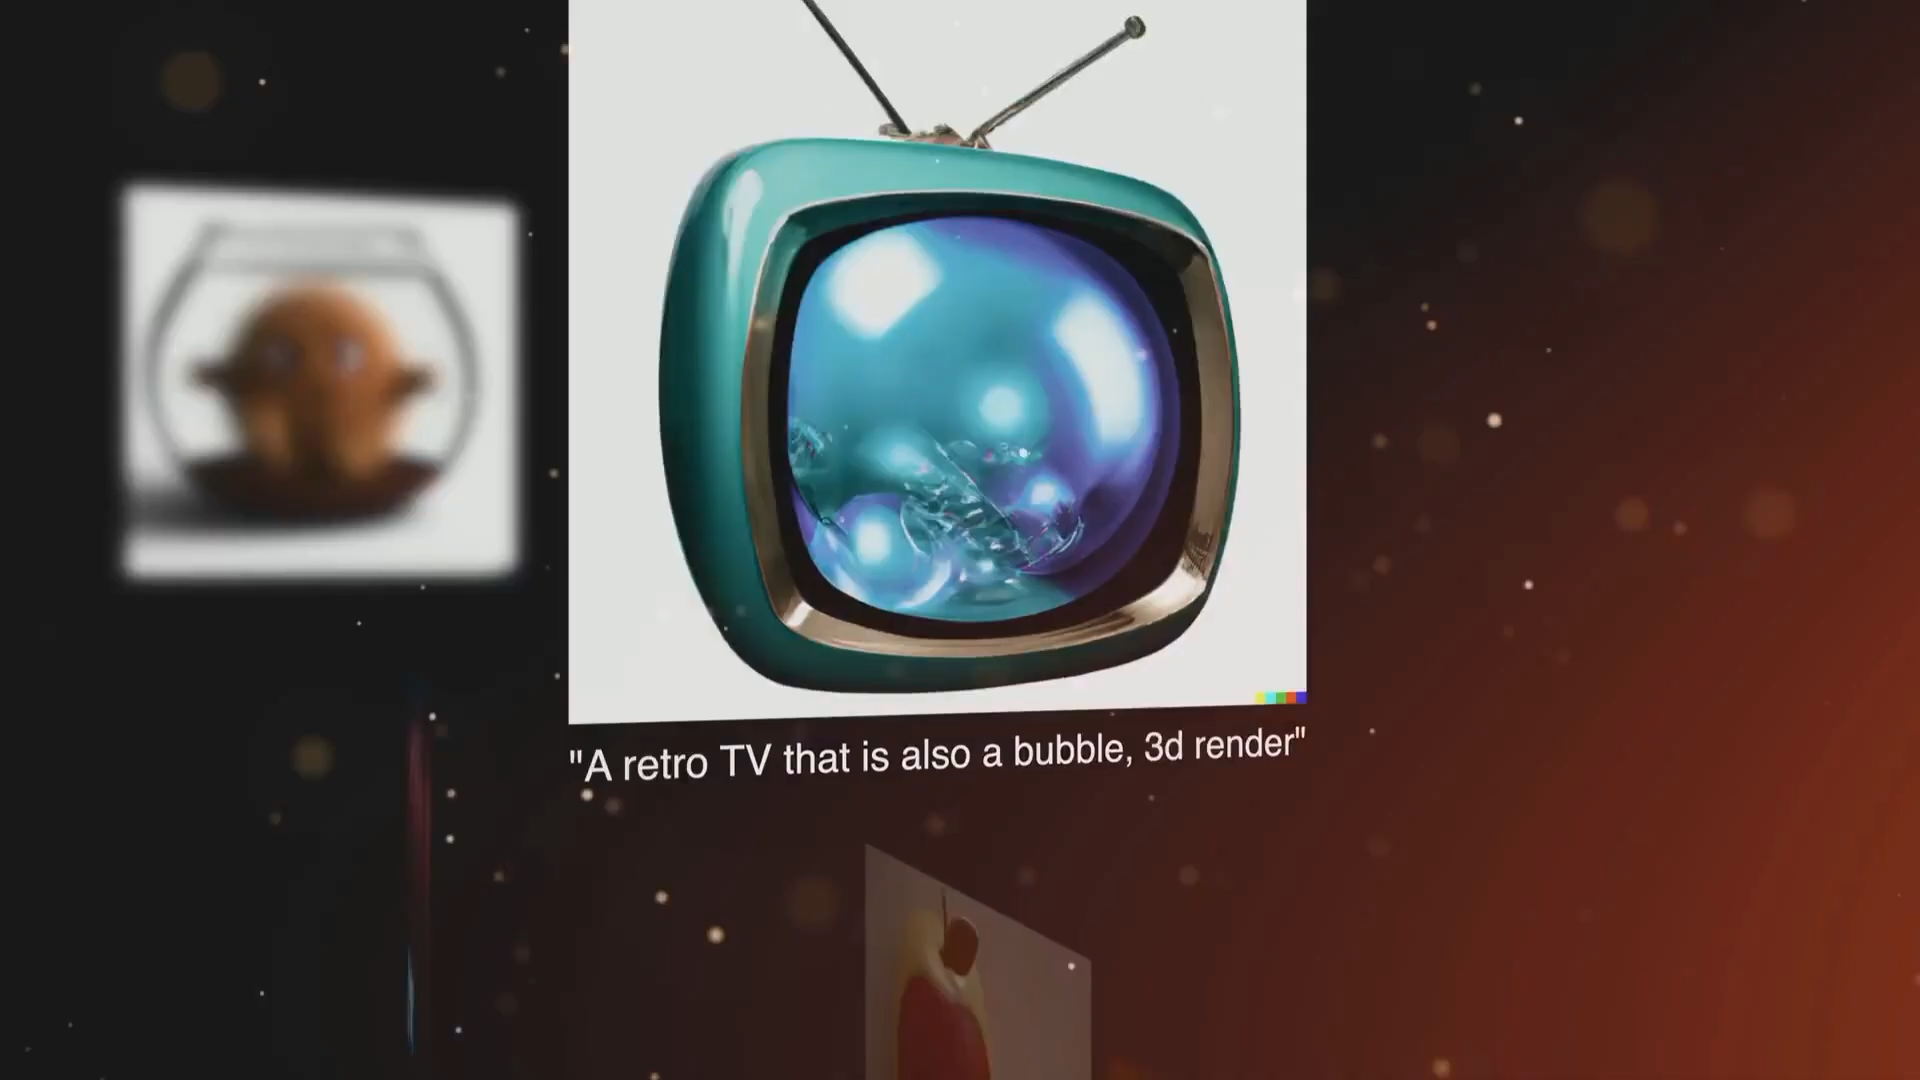 "A retro TV that is also a bubble, 3d render"